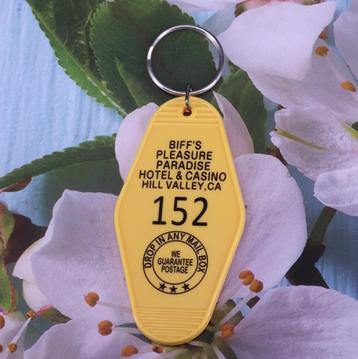 BIFF'S
PLEASURE
PARADISE
HOTEL & CASINO
HILL VALLEY,CA
152
DROP IN ANY MAIL BOX
WE
GUARANTEE
POSTAGE